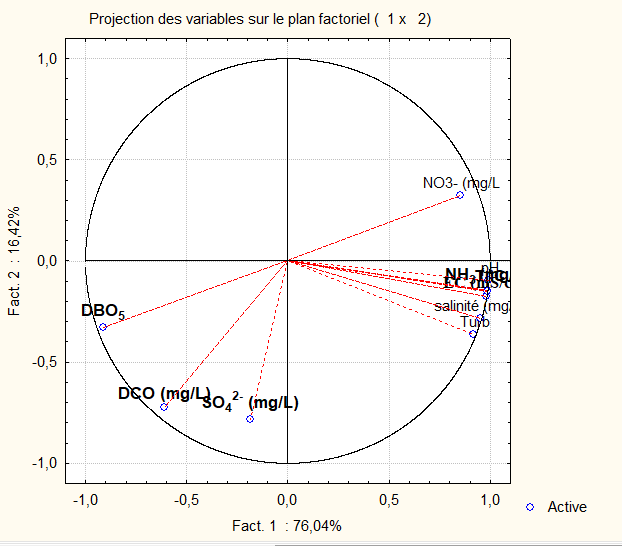 Projection des variables sur le plan factoriel ( 1 x 2)
1,0
0,5
NO3- (mg/L
0,0
pH
salinité (mg
Turb
DBO5
-0,5
DCO (mg/L)
SO4 2- (mg/L)
-1,0
Fact. 2 : 16,42%
-1,0 -0,5 0,0 0,5 1,0
Fact. 1 : 76,04%
Active